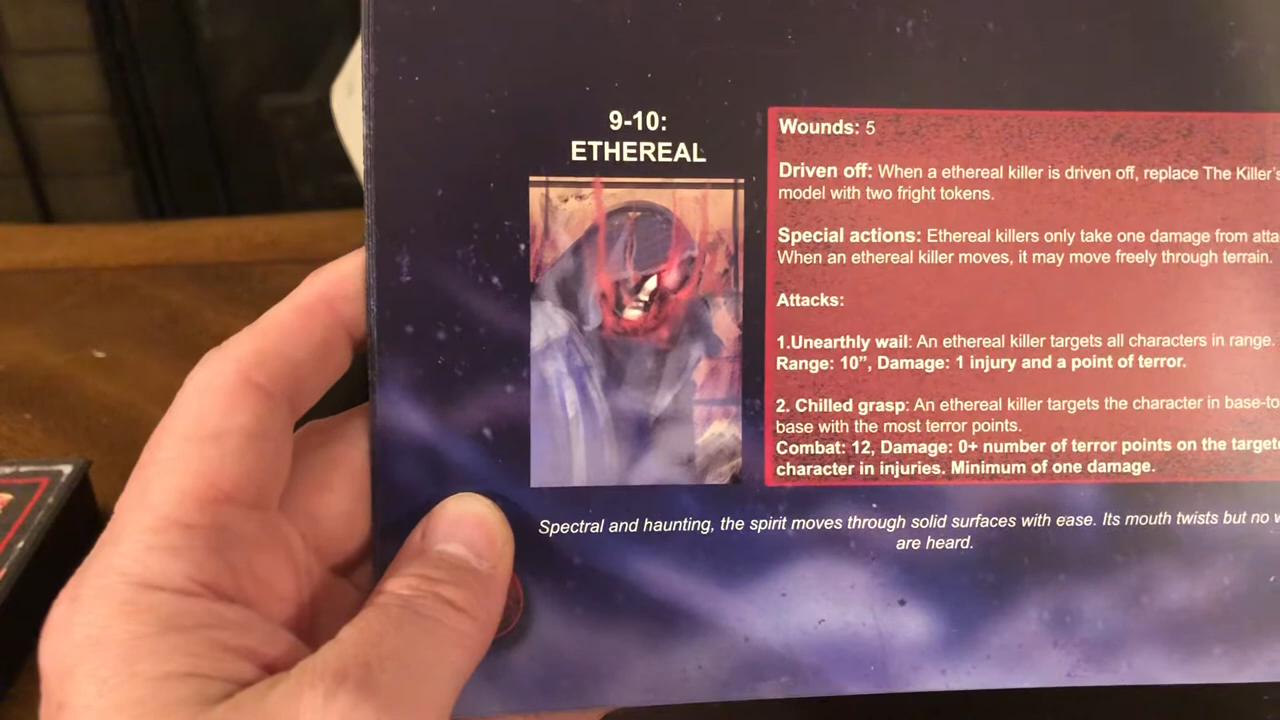 9-10:
ETHEREAL
Wounds: 5
Driven off: When a ethereal killer is driven off, replace The Killer's
model with two fright tokens.
Special actions: Ethereal killers only take one damage from
When an ethereal killer moves, it may move freely through terrain.
Attacks:
1.Unearthly wail: An ethereal killer targets all characters in range.
Range: 10”, Damage: 1 injury and a point of terror.
2. Chilled grasp: An ethereal killer targets the character in
base with the most terror points.
Combat: 12, Damage: 0+ number of terror points on the
character in injuries. Minimum of one damage.
Spectral and haunting, the spirit moves through solid surfaces with ease. Its mouth twists but no
are heard.